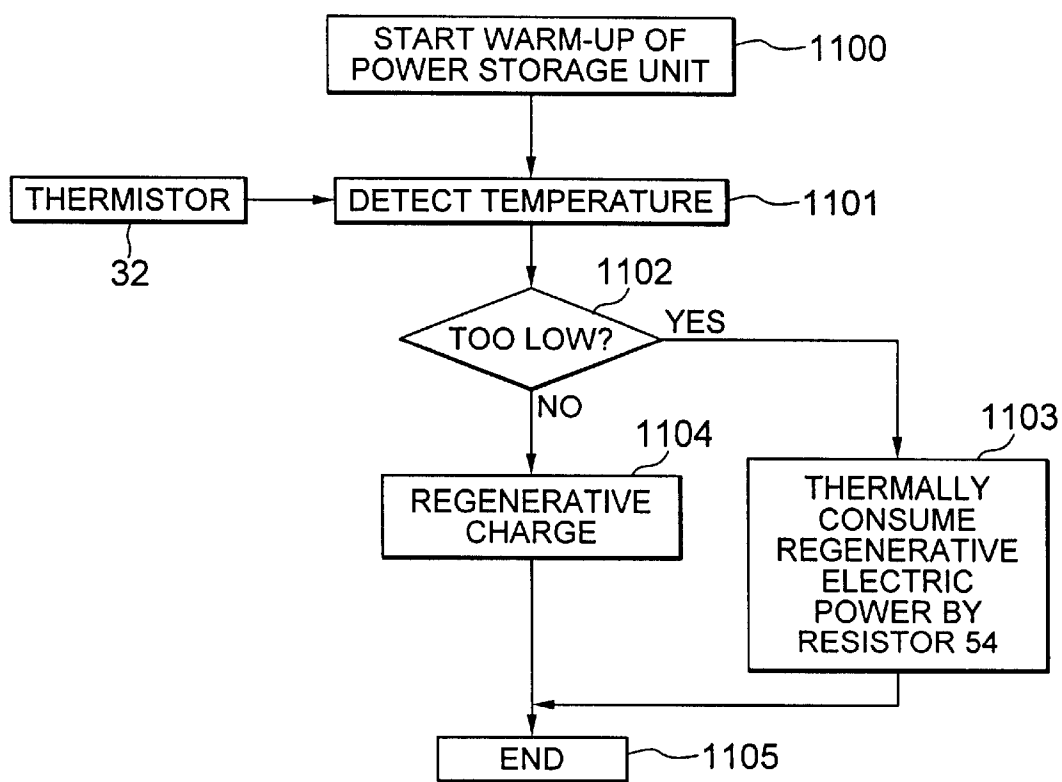 START WARM-UP OF
POWER STORAGE UNIT
1100
THERMISTOR
32
DETECT TEMPERATURE
1101
1102
TOO LOW?
YES
NO
1104
REGENERATIVE
CHARGE
1103
THERMALLY
CONSUME
REGENERATIVE
ELECTRIC
POWER BY
RESISTOR 54
END
1105